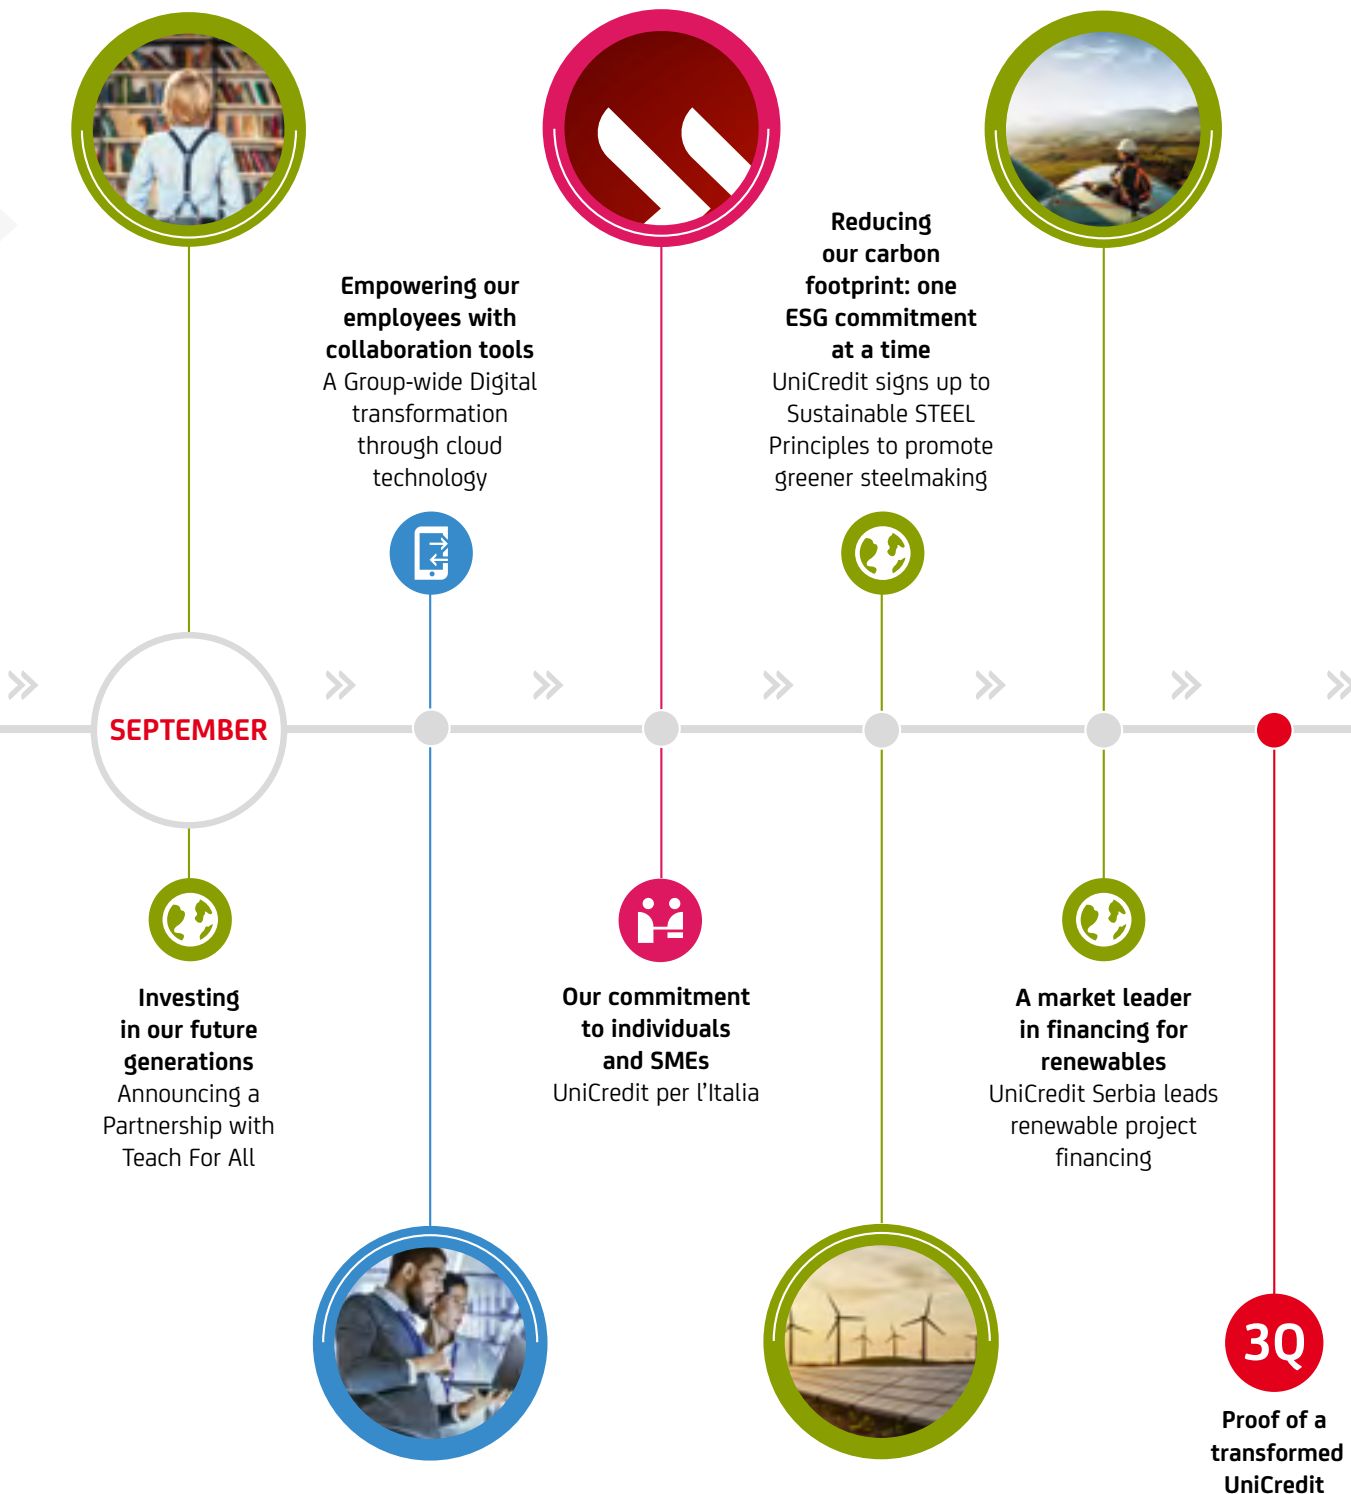 SEPTEMBER
Investing
in our future
generations
Announcing a
Partnership with
Teach For All
Empowering our
employees with
collaboration tools
A Group-wide Digital
transformation
through cloud
technology
Our commitment
to individuals
and SMEs
UniCredit per l'Italia
Reducing
our carbon
footprint: one
ESG commitment
at a time
UniCredit signs up to
Sustainable STEEL
Principles to promote
greener steelmaking
A market leader
in financing for
renewables
UniCredit Serbia leads
renewable project
financing
3Q
Proof of a
transformed
UniCredit